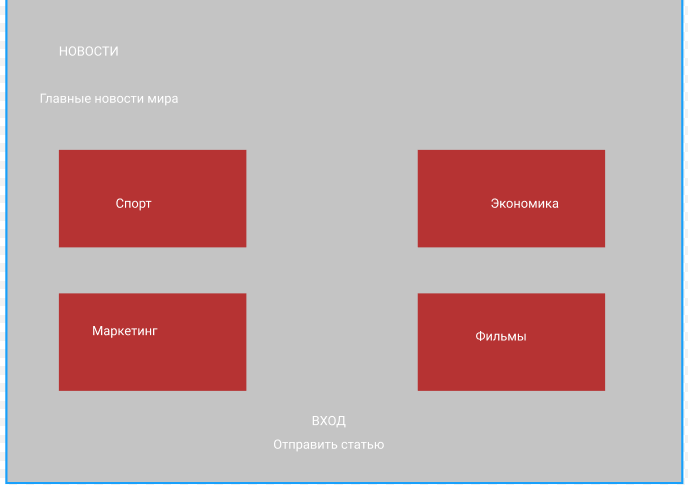 НОВОСТИ
Главные новости мира
Спорт
Экономика
Маркетинг
Фильмы
ВХОД
Отправить статью